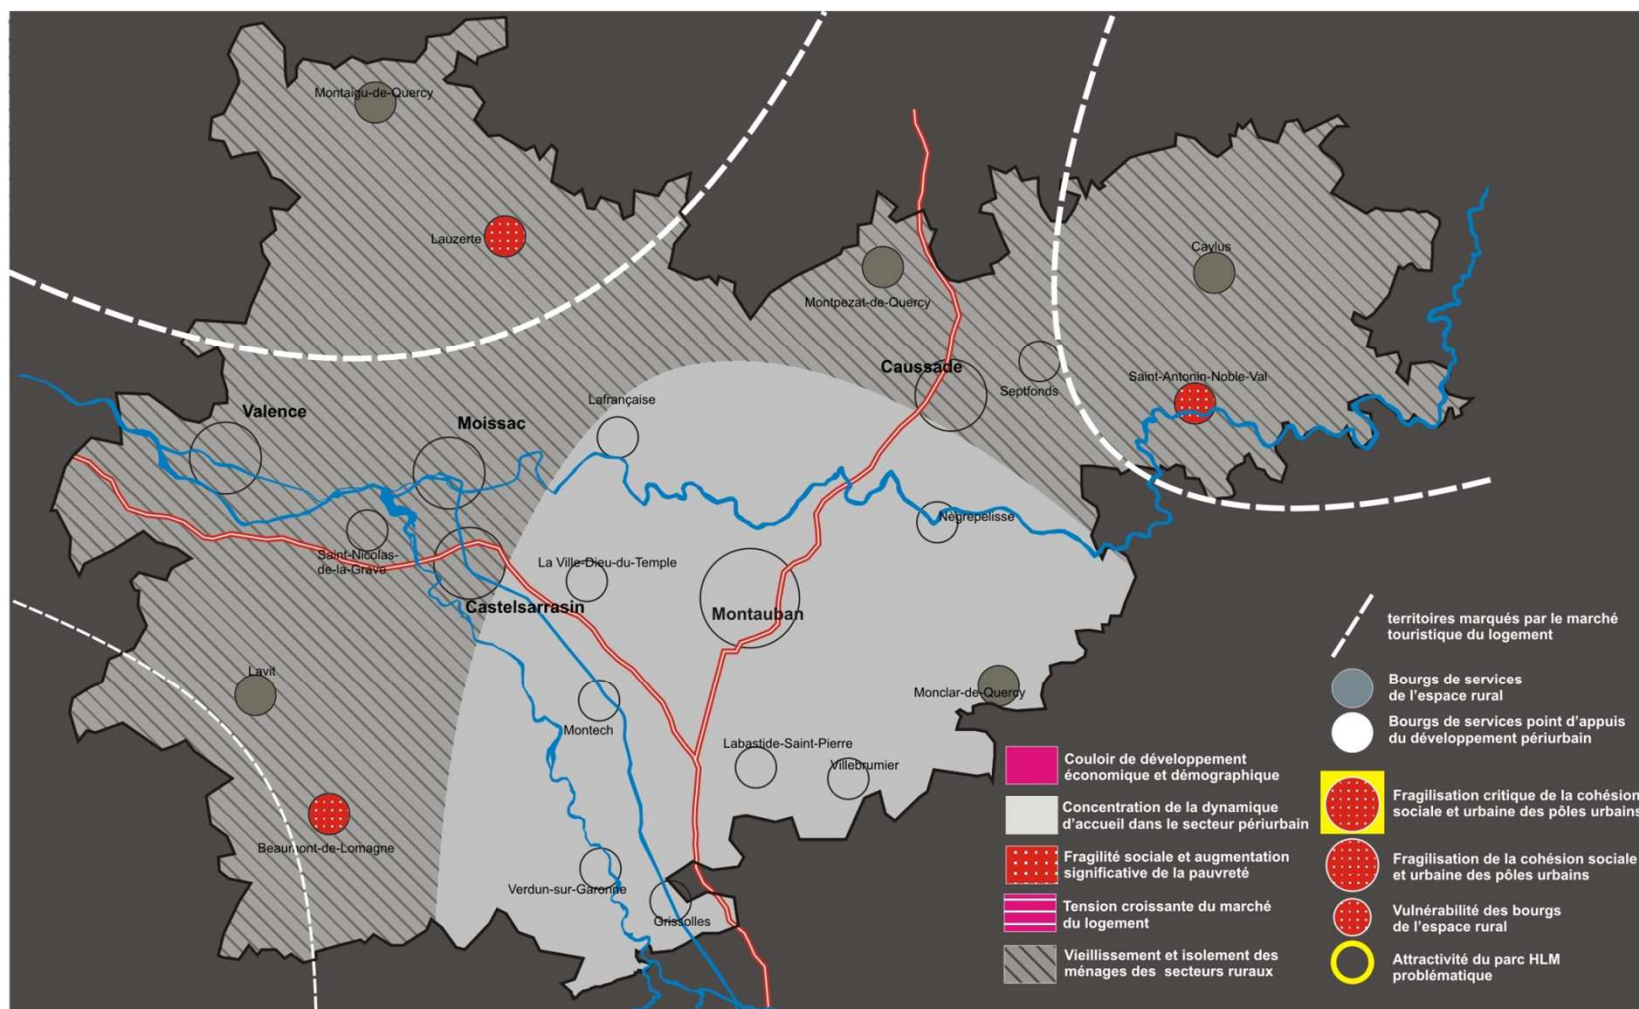 Montaigu-de-Quercy
Lauzerte
Caylus
Montpezat-de-Quercy
Caussade
Saint-Antonin-Noble-Val
Septfonds
Lafrançaise
Valence
Moissac
Négrepelisse
Saint-Nicolas-
de-la-Grave
La Ville-Dieu-du-Temple
Castelsarrasin
Montauban
Lavit
Monclar-de-Quercy
Montech
Labastide-Saint-Pierre
Villebrumier
Beaumont-de-Lomagne
Verdun-sur-Garonne
Grissolles
territoires marqués par le marché
touristique du logement
Bourgs de services
de l'espace rural
Bourgs de services point d'appuis
du développement périurbain
Couloir de développement
économique et démographique
Concentration de la dynamique
d'accueil dans le secteur périurbain
Fragilité sociale et augmentation
significative de la pauvreté
Tension croissante du marché
du logement
Vieillissement et isolement des
ménages des secteurs ruraux
Fragilisation critique de la cohésion
sociale et urbaine des pôles urbains
Fragilisation de la cohésion sociale
et urbaine des pôles urbains
Vulnérabilité des bourgs
de l'espace rural
Attractivité du parc HLM
problématique